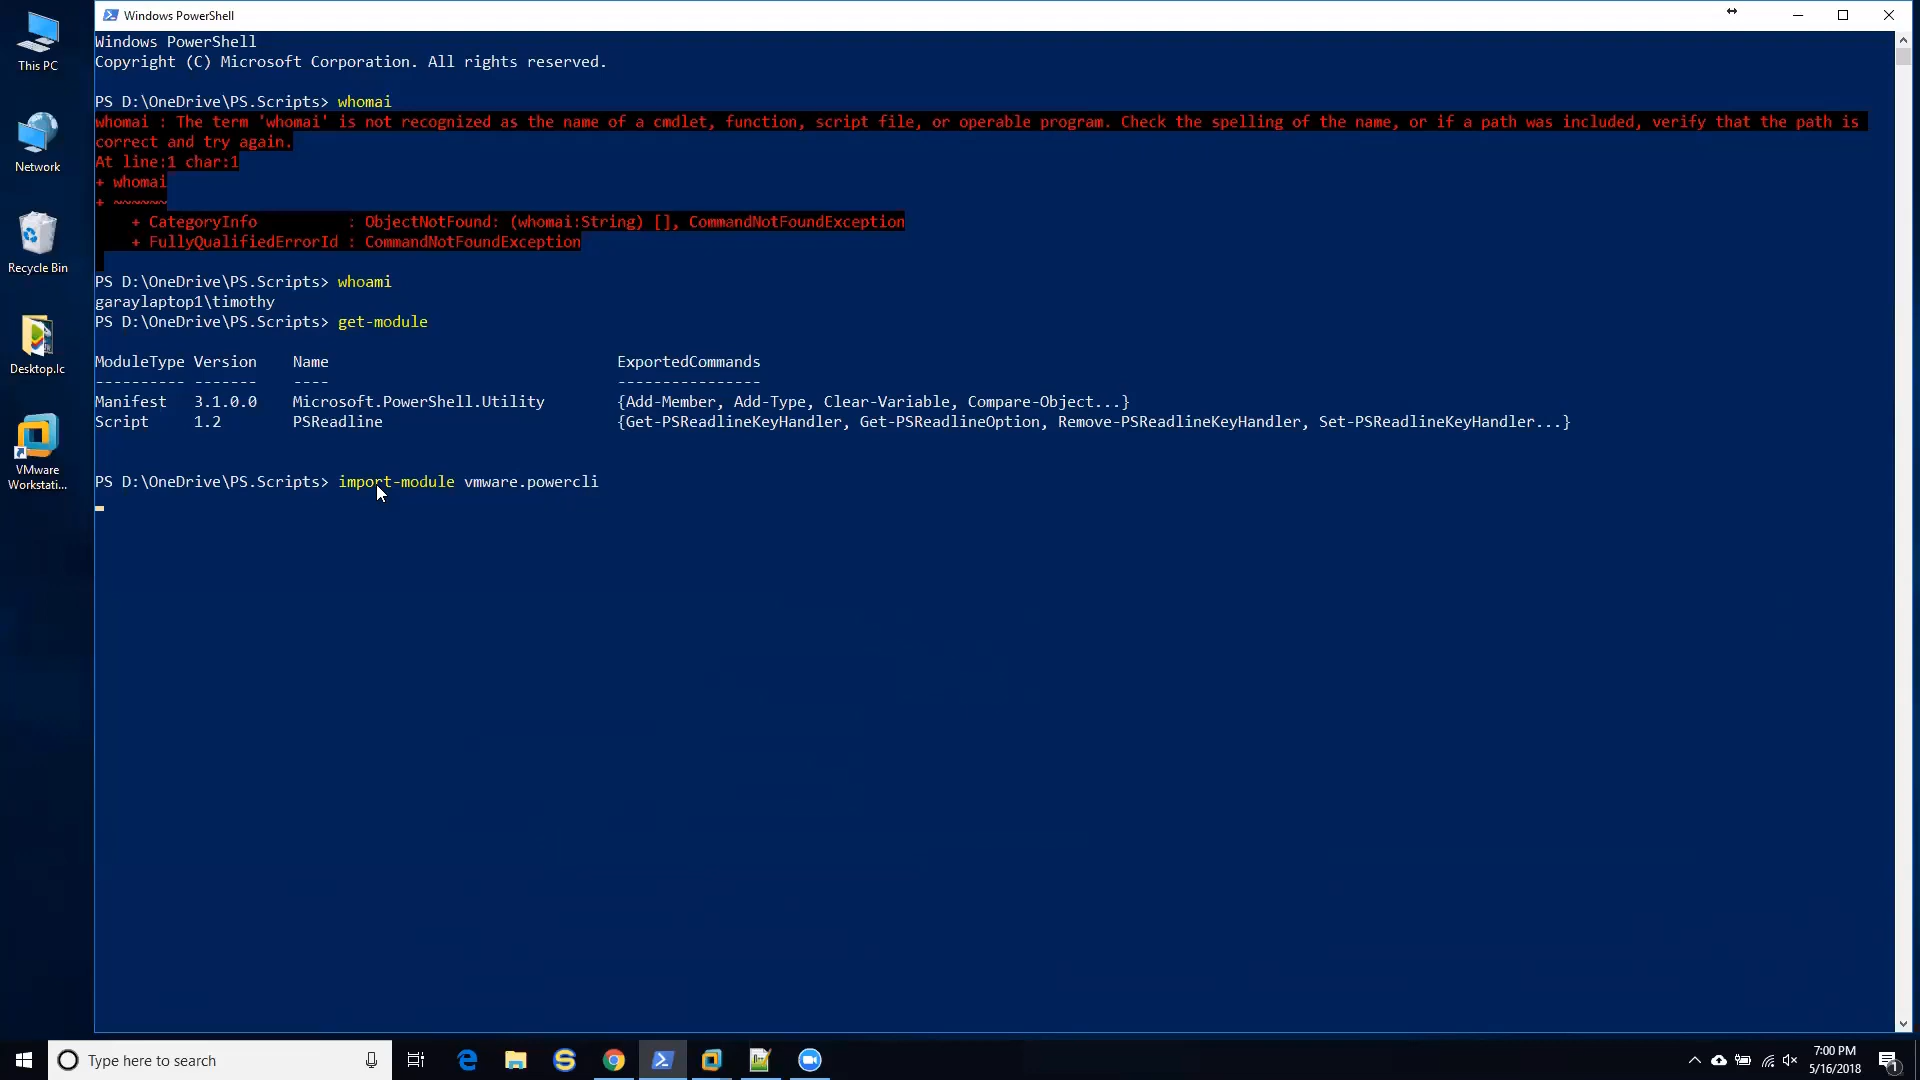 Windows PowerShell
This PC
Network
Recycle Bin
Desktop.lc
VMware
Workstati...
Windows PowerShell
Copyright (C) Microsoft Corporation. All rights reserved.
PS D:\OneDrive\PS.Scripts> whomai
whomai : The term 'whomai' is not recognized as the name of a cmdlet, function, script file, or operable program. Check the spelling of the name, or if a path was included, verify that the path is
correct and try again.
At line:1 char:1
+ whomai
+ ~~~~~~
+ CategoryInfo : ObjectNotFound: (whomai:String) [], CommandNotFoundException
+ FullyQualifiedErrorId : CommandNotFoundException
PS D:\OneDrive\PS.Scripts> whoami
garaylaptop1\timothy
PS D:\OneDrive\PS.Scripts> get-module
ModuleType Version Name ExportedCommands
---------- ------- ---- ----------------
Manifest 3.1.0.0 Microsoft.PowerShell.Utility {Add-Member, Add-Type, Clear-Variable, Compare-Object...}
Script 1.2 PSReadline {Get-PSReadlineKeyHandler, Get-PSReadlineOption, Remove-PSReadlineKeyHandler, Set-PSReadlineKeyHandler...}
PS D:\OneDrive\PS.Scripts> import-module vmware.powercli
Type here to search
7:00 PM
5/16/2018
1